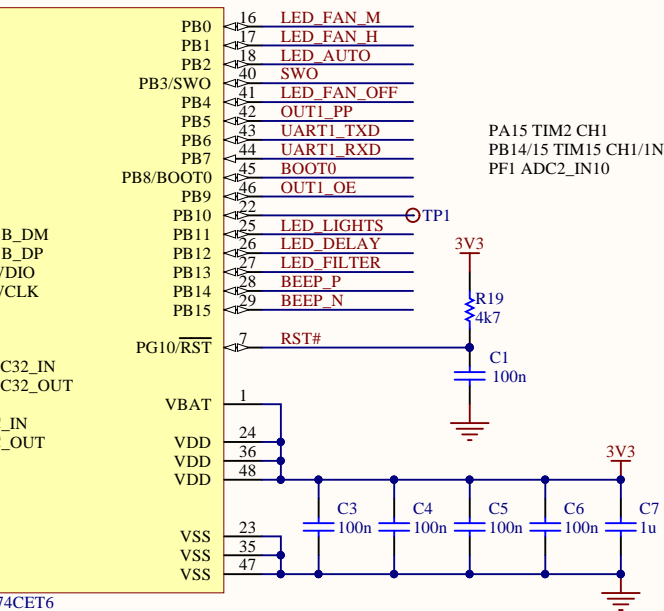 PB0 16 LED_FAN_M
PB1 17 LED_FAN_H
PB2 18 LED_AUTO
PB3/SWO 40 SWO
PB4 41 LED_FAN_OFF
PB5 42 OUT1_PP
PB6 43 UART1_TXD
PB7 44 UART1_RXD
PB8/BOOT0 45 BOOT0
PB9 46 OUT1_OE
PB10 22 TP1
B_DM PB11 25 LED_LIGHTS
B_DP PB12 26 LED_DELAY
/DIO PB13 27 LED_FILTER
/CLK PB14 28 BEEP_P
PB15 29 BEEP_N
PA15 TIM2 CH1
PB14/15 TIM15 CH1/1N
PF1 ADC2_IN10
3V3
R19
4k7
PG10/RST 7 RST#
C1
100n
C32_IN
C32_OUT
_IN
_OUT
VBAT 1
VDD 24
VDD 36
VDD 48
3V3
C3 C4 C5 C6 C7
100n 100n 100n 100n 1u
VSS 23
VSS 35
VSS 47
74CET6